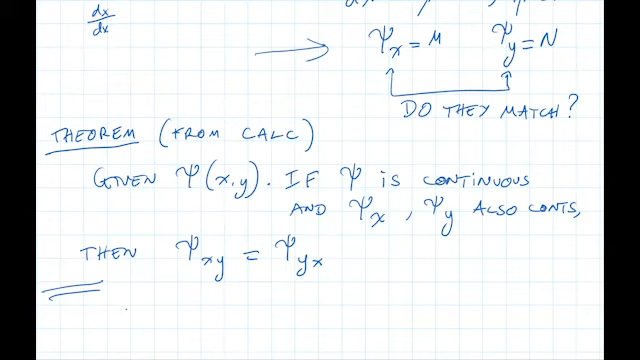 dx
dx
Ψx = M Ψy = N
DO THEY MATCH?
THEOREM (FROM CALC)
GIVEN Ψ(x,y). IF Ψ IS CONTINUOUS
AND Ψx, Ψy ALSO CONTS,
THEN Ψxy = Ψyx